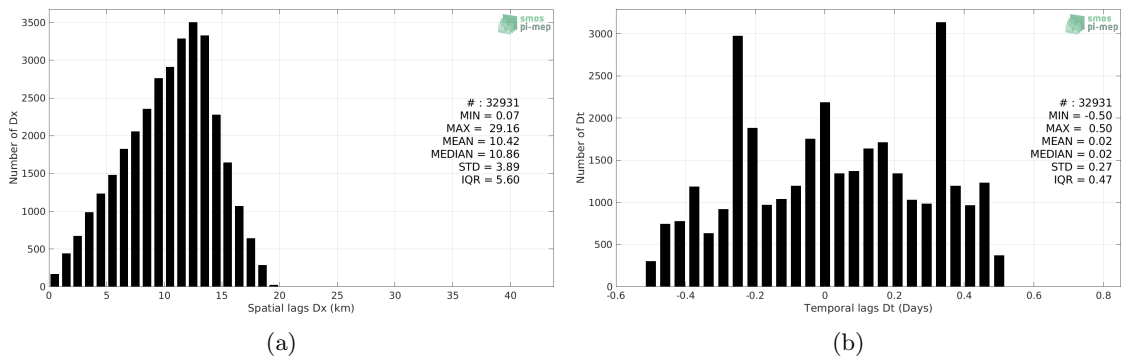 smos
pi-mep
3500
3000
2500
2000
1500
1000
500
0
Number of Dx
# : 32931
MIN = 0.07
MAX = 29.16
MEAN = 10.42
MEDIAN = 10.86
STD = 3.89
IQR = 5.60
0 5 10 15 20 25 30 35 40
Spatial lags Dx (km)
(a)
smos
pi-mep
3000
2500
2000
1500
1000
500
0
Number of Dt
# : 32931
MIN = -0.50
MAX = 0.50
MEAN = 0.02
MEDIAN = 0.02
STD = 0.27
IQR = 0.47
-0.6 -0.4 -0.2 0 0.2 0.4 0.6 0.8
Temporal lags Dt (Days)
(b)